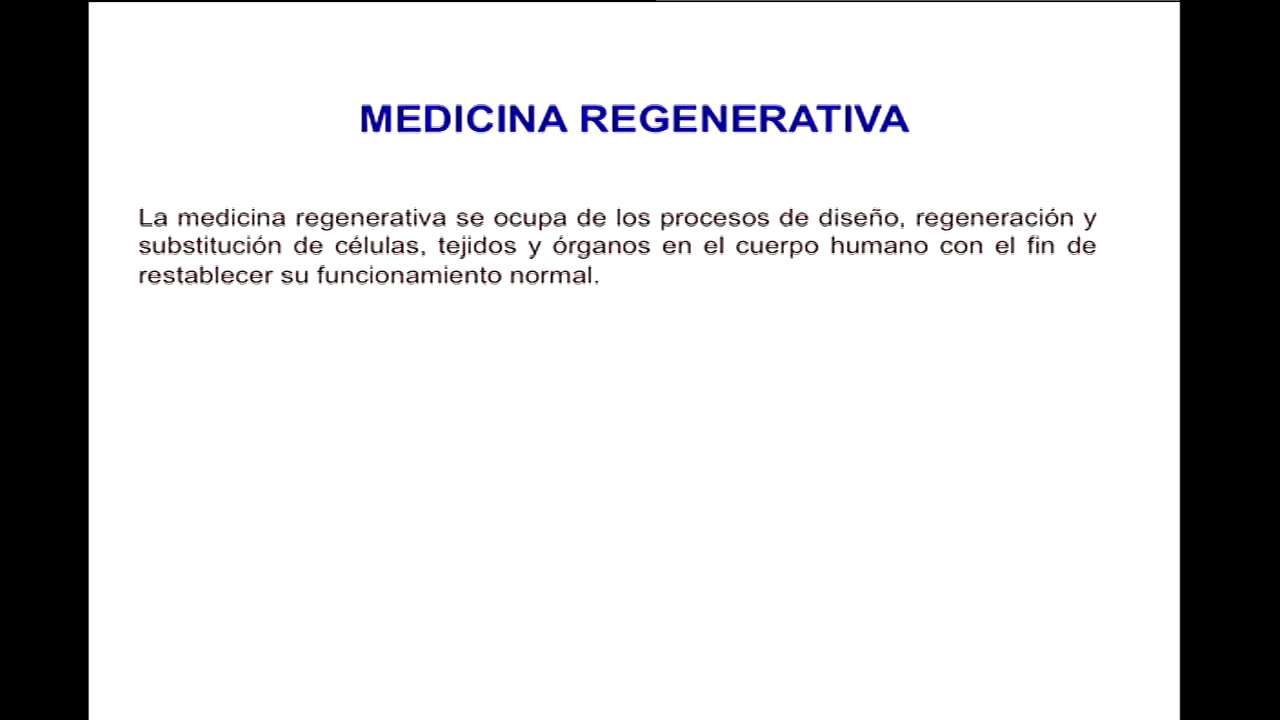 MEDICINA REGENERATIVA
La medicina regenerativa se ocupa de los procesos de diseño, regeneración y
substitución de células, tejidos y órganos en el cuerpo humano con el fin de
restablecer su funcionamiento normal.